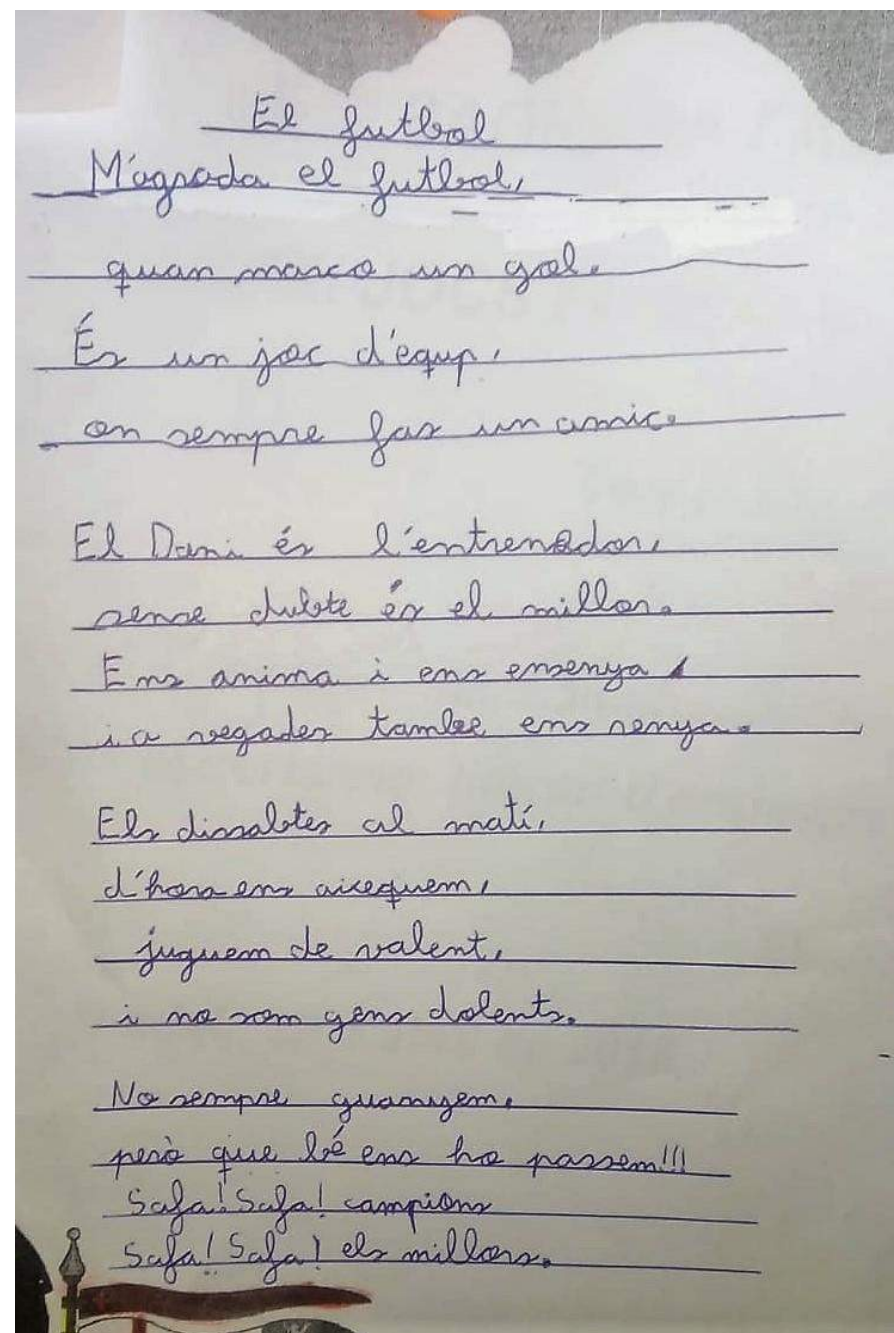 El futbol
M'agrada el futbol,
quan marco un gol.
És un joc d'equp,
on sempre fas un amic.
El Dani és l'entrenador,
sense dubte és el millor.
Ens anima i ens ensenya
i a vegades tambee ens renya.
Els dissabtes al matí,
d'hora ens aixequem,
juguem de valent,
i no som gens dolents.
No sempre guanyem,
però que bé ens ho passem!!!
Safa! Safa! campions
Safa! Safa! els millors.